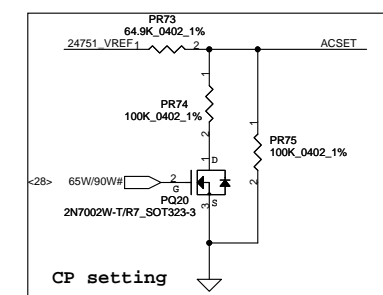 PR73
64.9K_0402_1%
24751_VREF 1 2 ACSET
1
PR74
100K_0402_1%
2
1
PR75
100K_0402_1%
2
1 D
<28> 65W/90W# 2
G
PQ20
3 S
2N7002W-T/R7_SOT323-3
CP setting